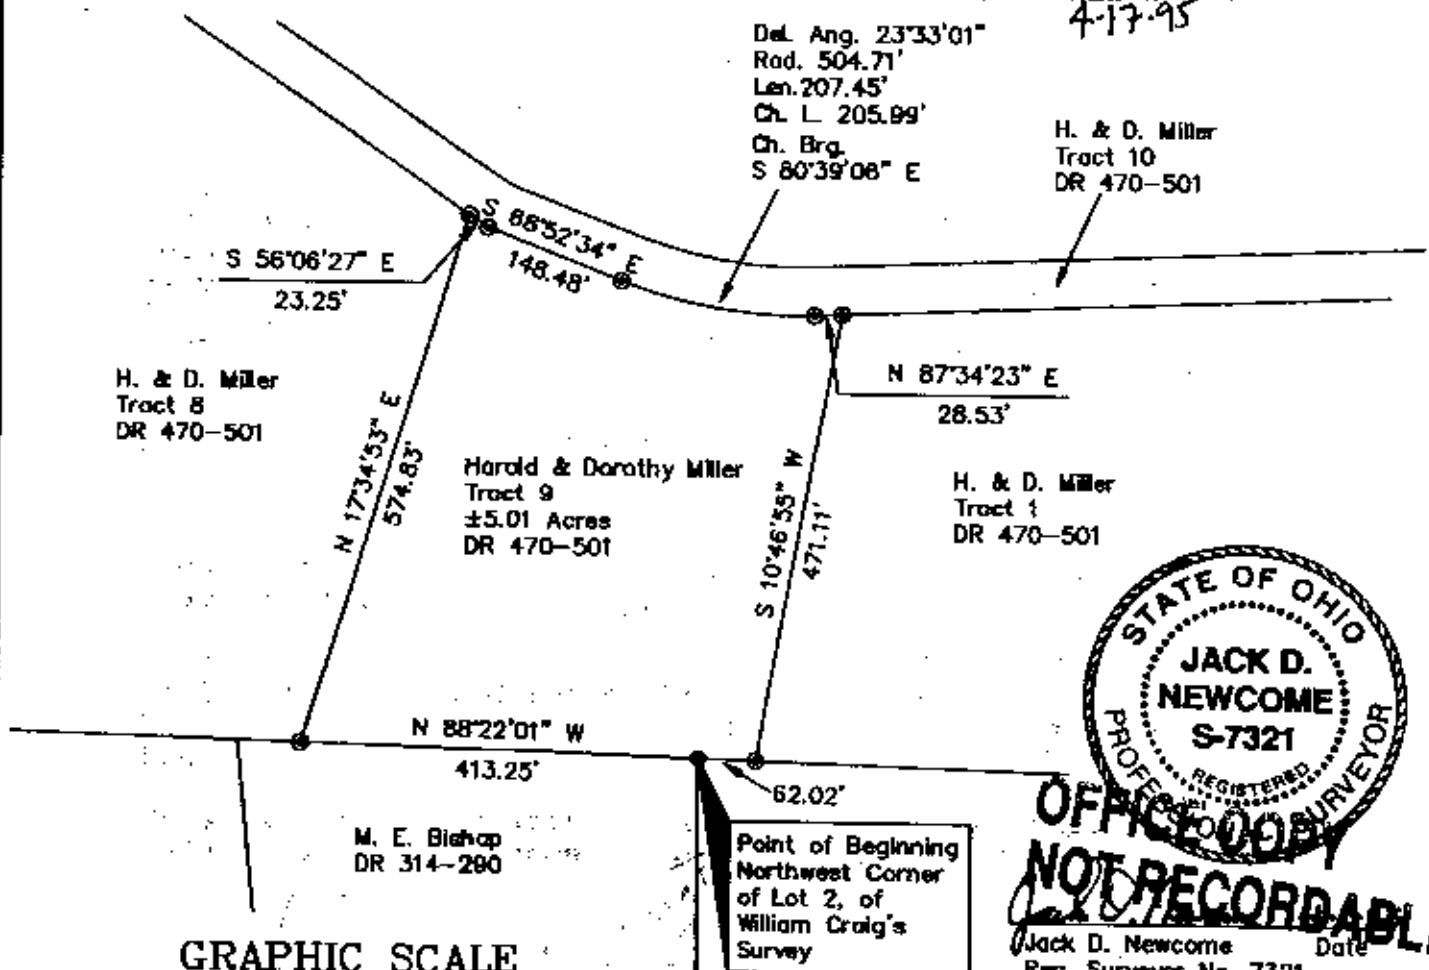 4-17-95
Del. Ang. 23°33'01"
Rad. 504.71'
Len. 207.45'
Ch. L 205.99'
Ch. Brg.
S 80°39'08" E
H. & D. Miller
Tract 10
DR 470-501
S 88°52'34" E
148.48'
S 56°06'27" E
23.25'
N 87°34'23" E
28.53'
H. & D. Miller
Tract 8
DR 470-501
N 17°34'53" E
574.83'
Harold & Dorothy Miller
Tract 9
±5.01 Acres
DR 470-501
S 10°46'55" W
471.11'
H. & D. Miller
Tract 1
DR 470-501
STATE OF OHIO
JACK D.
NEWCOME
S-7321
REGISTERED
PROFESSIONAL SURVEYOR
N 88°22'01" W
413.25'
62.02'
M. E. Bishop
DR 314-290
Point of Beginning
Northwest Corner
of Lot 2, of
William Craig's
Survey
OFFICE COPY
NOT RECORDABL
Jack D. Newcome Date
Reg. Surveyor No. 7321
GRAPHIC SCALE